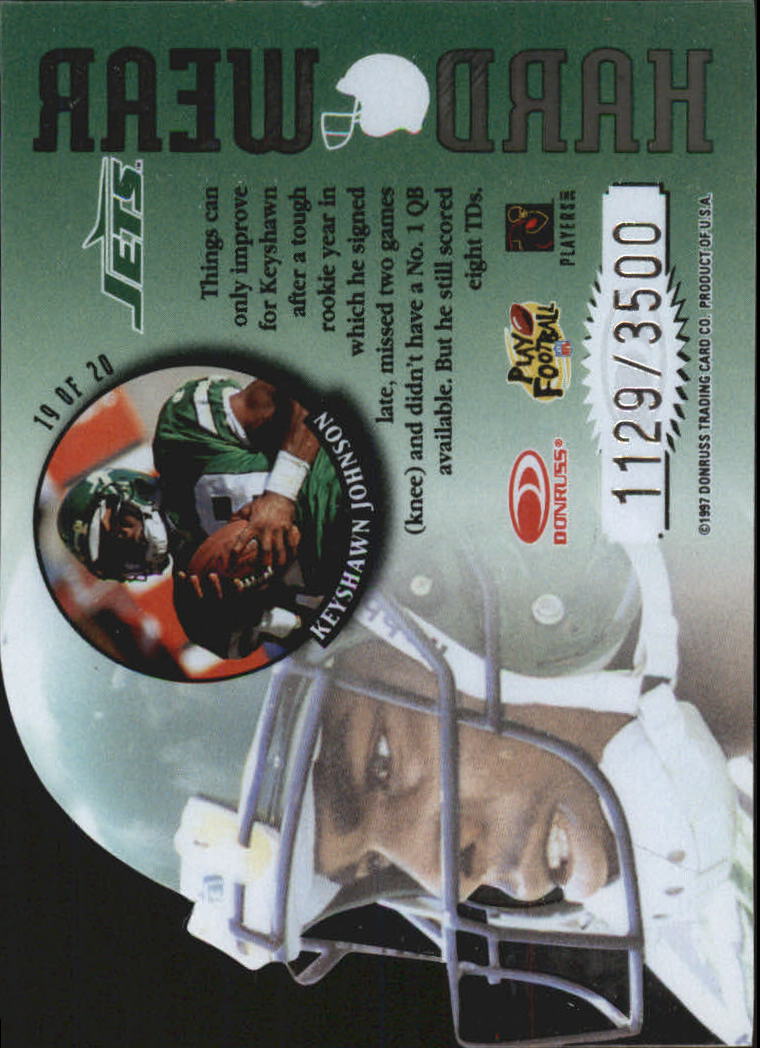 HARD WEAR
JETS
Things can
only improve
for Keyshawn
after a tough
rookie year in
which he signed
late, missed two games
(knee) and didn't have a No. 1 QB
available. But he still scored
eight TDs.
19 OF 20
KEYSHAWN JOHNSON
PLAYERS INC
PLAY FOOTBALL
NFL
DONRUSS®
1129/3500
©1997 DONRUSS TRADING CARD CO. PRODUCT OF U.S.A.